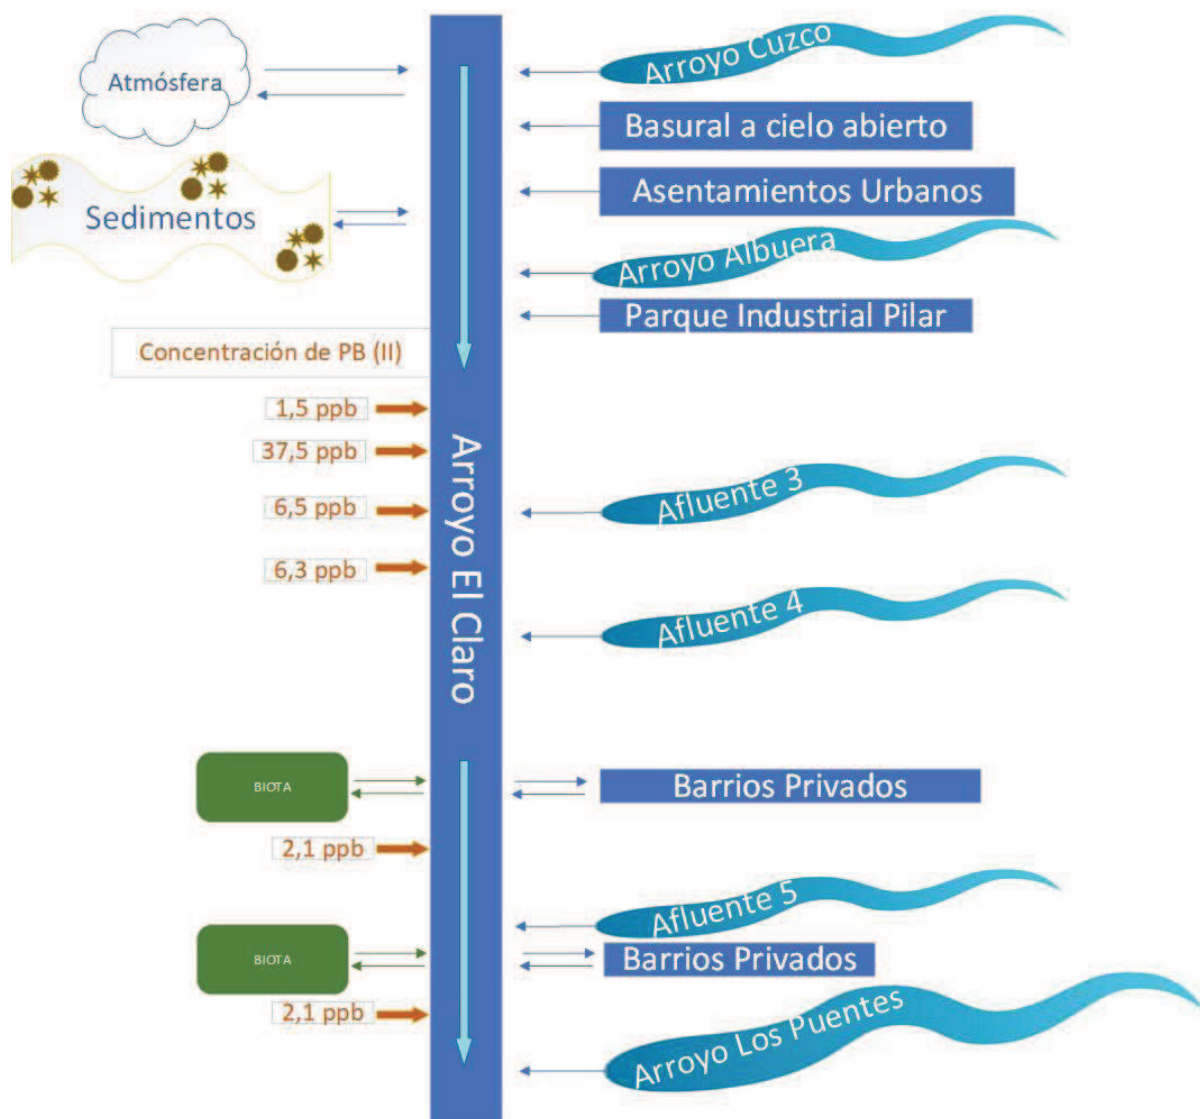 Arroyo Cuzco
Atmósfera
Basural a cielo abierto
Asentamientos Urbanos
Sedimentos
Arroyo Albuera
Parque Industrial Pilar
Concentración de PB (II)
1,5 ppb
37,5 ppb
Arroyo El Claro
Afluente 3
6,5 ppb
6,3 ppb
Afluente 4
BIOTA
Barrios Privados
2,1 ppb
Afluente 5
BIOTA
Barrios Privados
2,1 ppb
Arroyo Los Puentes